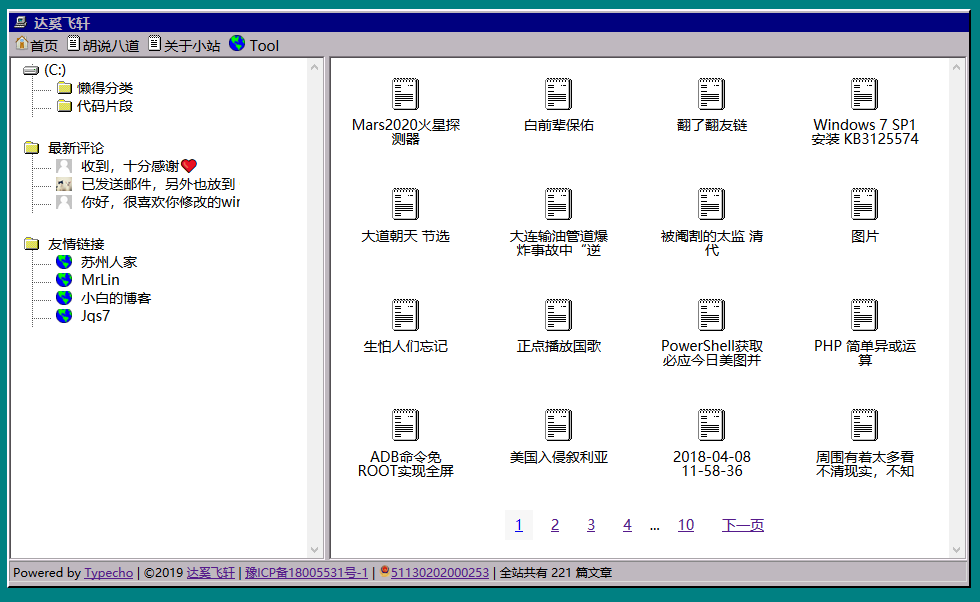 达奚飞轩
首页 胡说八道 关于小站 Tool
(C:)
懒得分类
代码片段
最新评论
收到，十分感谢
已发送邮件，另外也放到
你好，很喜欢你修改的wir
友情链接
苏州人家
MrLin
小白的博客
Jqs7
Mars2020火星探
测器
白前辈保佑
翻了翻友链
Windows 7 SP1
安装 KB3125574
大道朝天 节选
大连输油管道爆
炸事故中“逆
被阉割的太监 清
代
图片
生怕人们忘记
正点播放国歌
PowerShell获取
必应今日美图并
PHP 简单异或运
算
ADB命令免
ROOT实现全屏
美国入侵叙利亚
2018-04-08
11-58-36
周围有着太多看
不清现实，不知
1 2 3 4 ... 10 下一页
Powered by Typecho | ©2019 达奚飞轩 | 豫ICP备18005531号-1 | 51130202000253 | 全站共有 221 篇文章